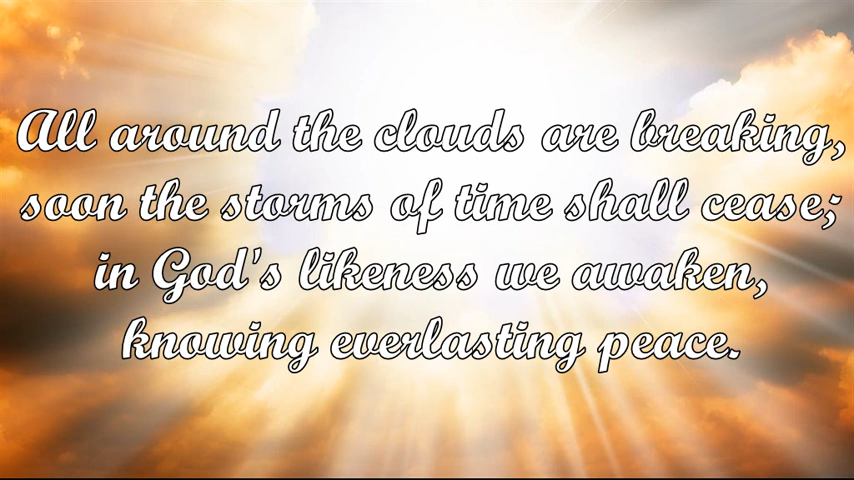 All around the clouds are breaking,
soon the storms of time shall cease;
in God's likeness we awaken,
knowing everlasting peace.